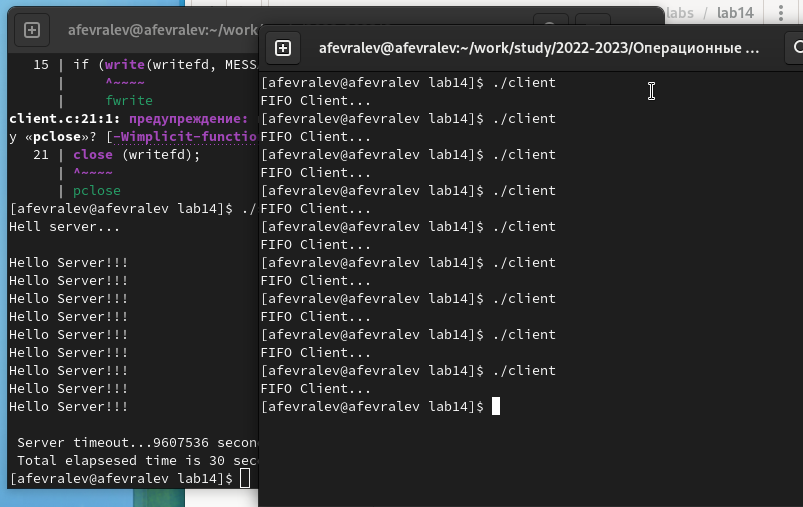 labs / lab14
afevralev@afevralev:~/work/
15 | if (write(writefd, MESS
| ^~~~~
| fwrite
client.c:21:1: предупреждение:
у «pclose»? [-Wimplicit-functio
21 | close (writefd);
| ^~~~~
| pclose
[afevralev@afevralev lab14]$ ./
Hell server...
Hello Server!!!
Hello Server!!!
Hello Server!!!
Hello Server!!!
Hello Server!!!
Hello Server!!!
Hello Server!!!
Hello Server!!!
Hello Server!!!
Server timeout...9607536 secon
Total elapsesed time is 30 sec
[afevralev@afevralev lab14]$
afevralev@afevralev:~/work/study/2022-2023/Операционные ...
[afevralev@afevralev lab14]$ ./client
FIFO Client...
[afevralev@afevralev lab14]$ ./client
FIFO Client...
[afevralev@afevralev lab14]$ ./client
FIFO Client...
[afevralev@afevralev lab14]$ ./client
FIFO Client...
[afevralev@afevralev lab14]$ ./client
FIFO Client...
[afevralev@afevralev lab14]$ ./client
FIFO Client...
[afevralev@afevralev lab14]$ ./client
FIFO Client...
[afevralev@afevralev lab14]$ ./client
FIFO Client...
[afevralev@afevralev lab14]$ ./client
FIFO Client...
[afevralev@afevralev lab14]$